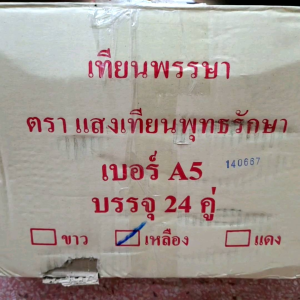 เทียนพรรษา
ตรา แสงเทียนพุทธรักษา
เบอร์ A5
140667
บรรจุ 24 คู่
ขาว เหลือง แดง